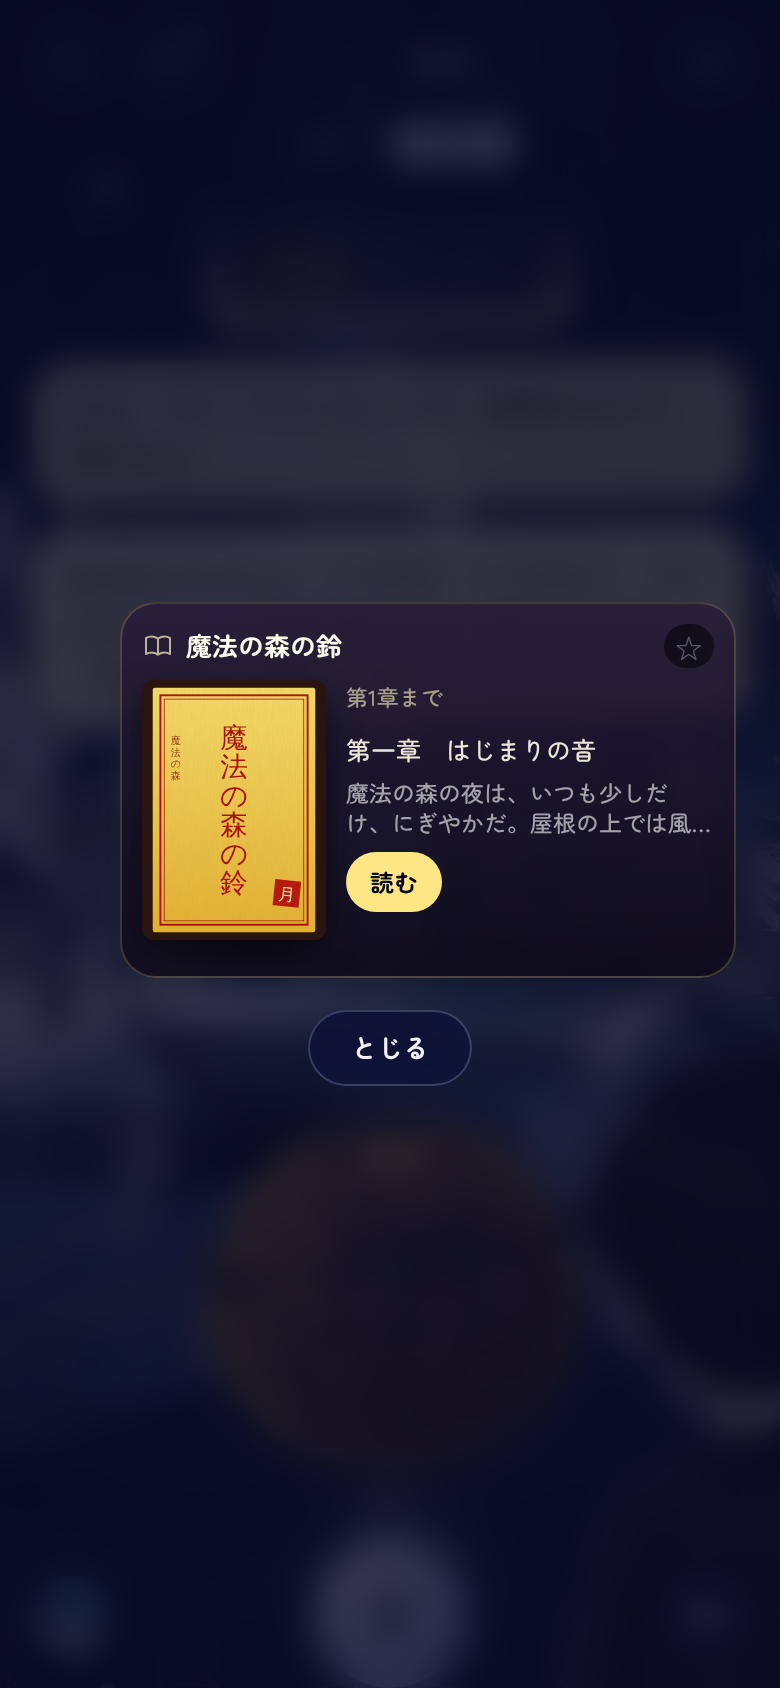 魔法の森の鈴
魔法の森の鈴
魔法の森
月
第1章まで
第一章　はじまりの音
魔法の森の夜は、いつも少しだ
け、にぎやかだ。屋根の上では風…
読む
とじる